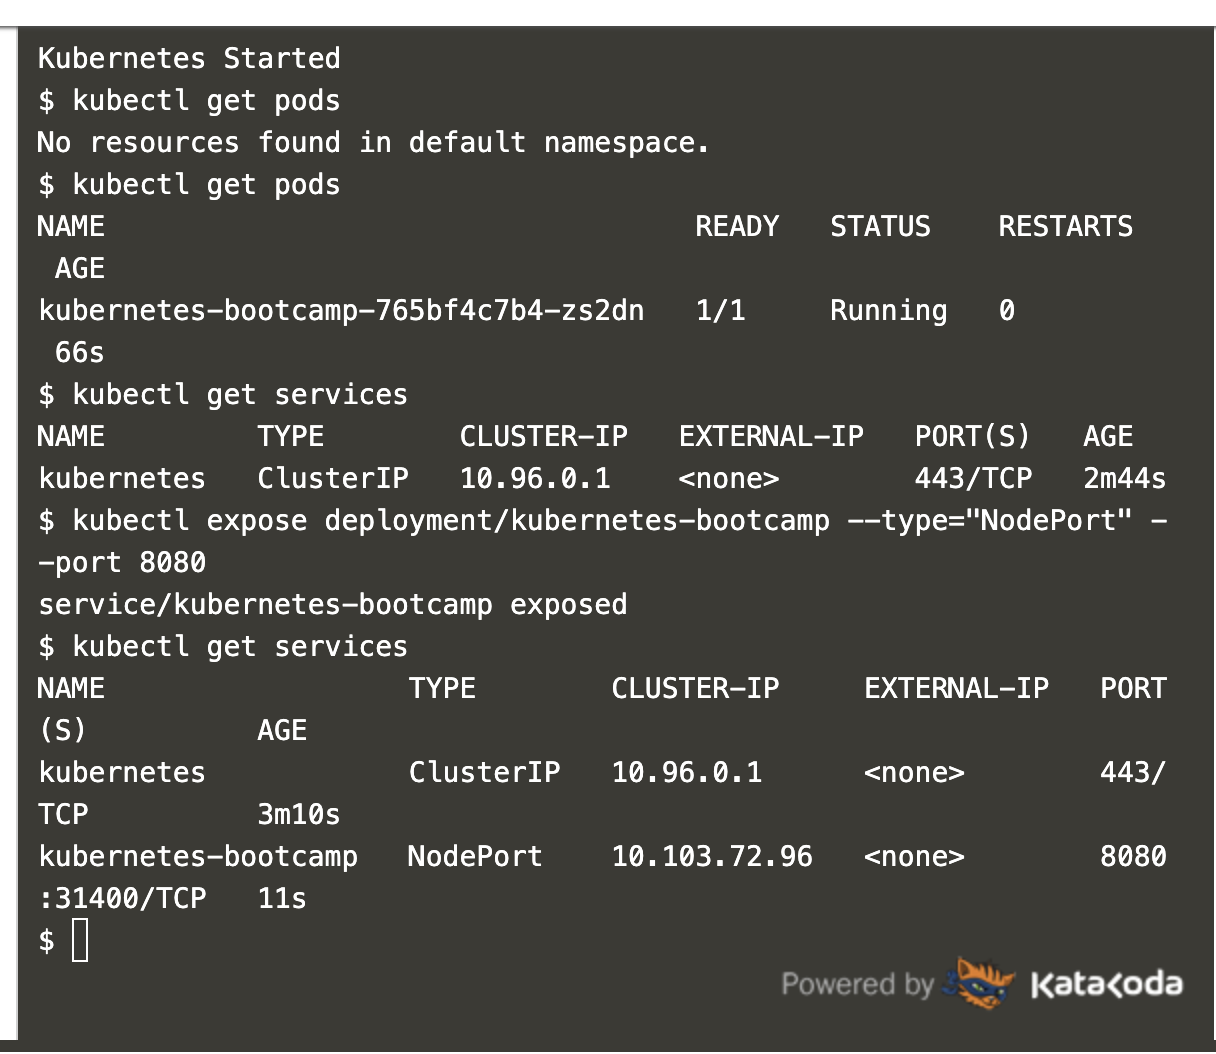 Kubernetes Started
$ kubectl get pods
No resources found in default namespace.
$ kubectl get pods
NAME                                   READY   STATUS    RESTARTS
 AGE
kubernetes-bootcamp-765bf4c7b4-zs2dn   1/1     Running   0
 66s
$ kubectl get services
NAME         TYPE        CLUSTER-IP   EXTERNAL-IP   PORT(S)   AGE
kubernetes   ClusterIP   10.96.0.1    <none>        443/TCP   2m44s
$ kubectl expose deployment/kubernetes-bootcamp --type="NodePort" -
-port 8080
service/kubernetes-bootcamp exposed
$ kubectl get services
NAME                  TYPE        CLUSTER-IP     EXTERNAL-IP   PORT
(S)          AGE
kubernetes            ClusterIP   10.96.0.1      <none>        443/
TCP          3m10s
kubernetes-bootcamp   NodePort    10.103.72.96   <none>        8080
:31400/TCP   11s
$
Powered by Katacoda